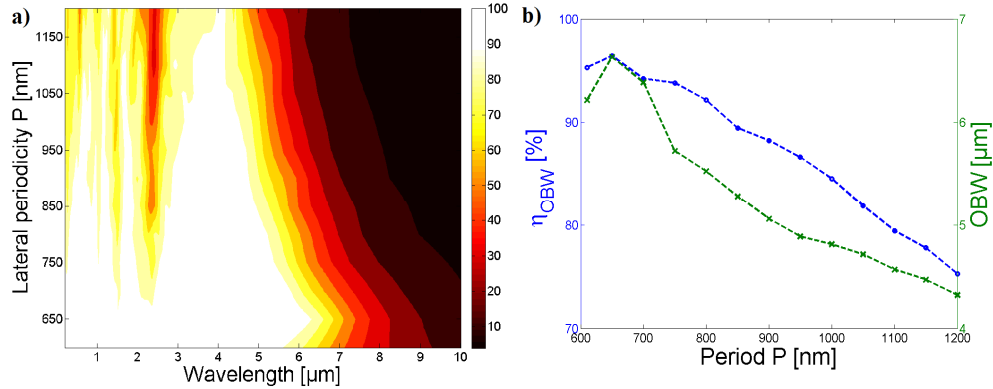 a)
Lateral periodicity P [nm]
1150
1050
950
850
750
650
1 2 3 4 5 6 7 8 9 10
Wavelength [µm]
100
90
80
70
60
50
40
30
20
10
b)
ηCBW [%]
100
90
80
70
600 700 800 900 1000 1100 1200
Period P [nm]
7
6
5
4
OBW [µm]